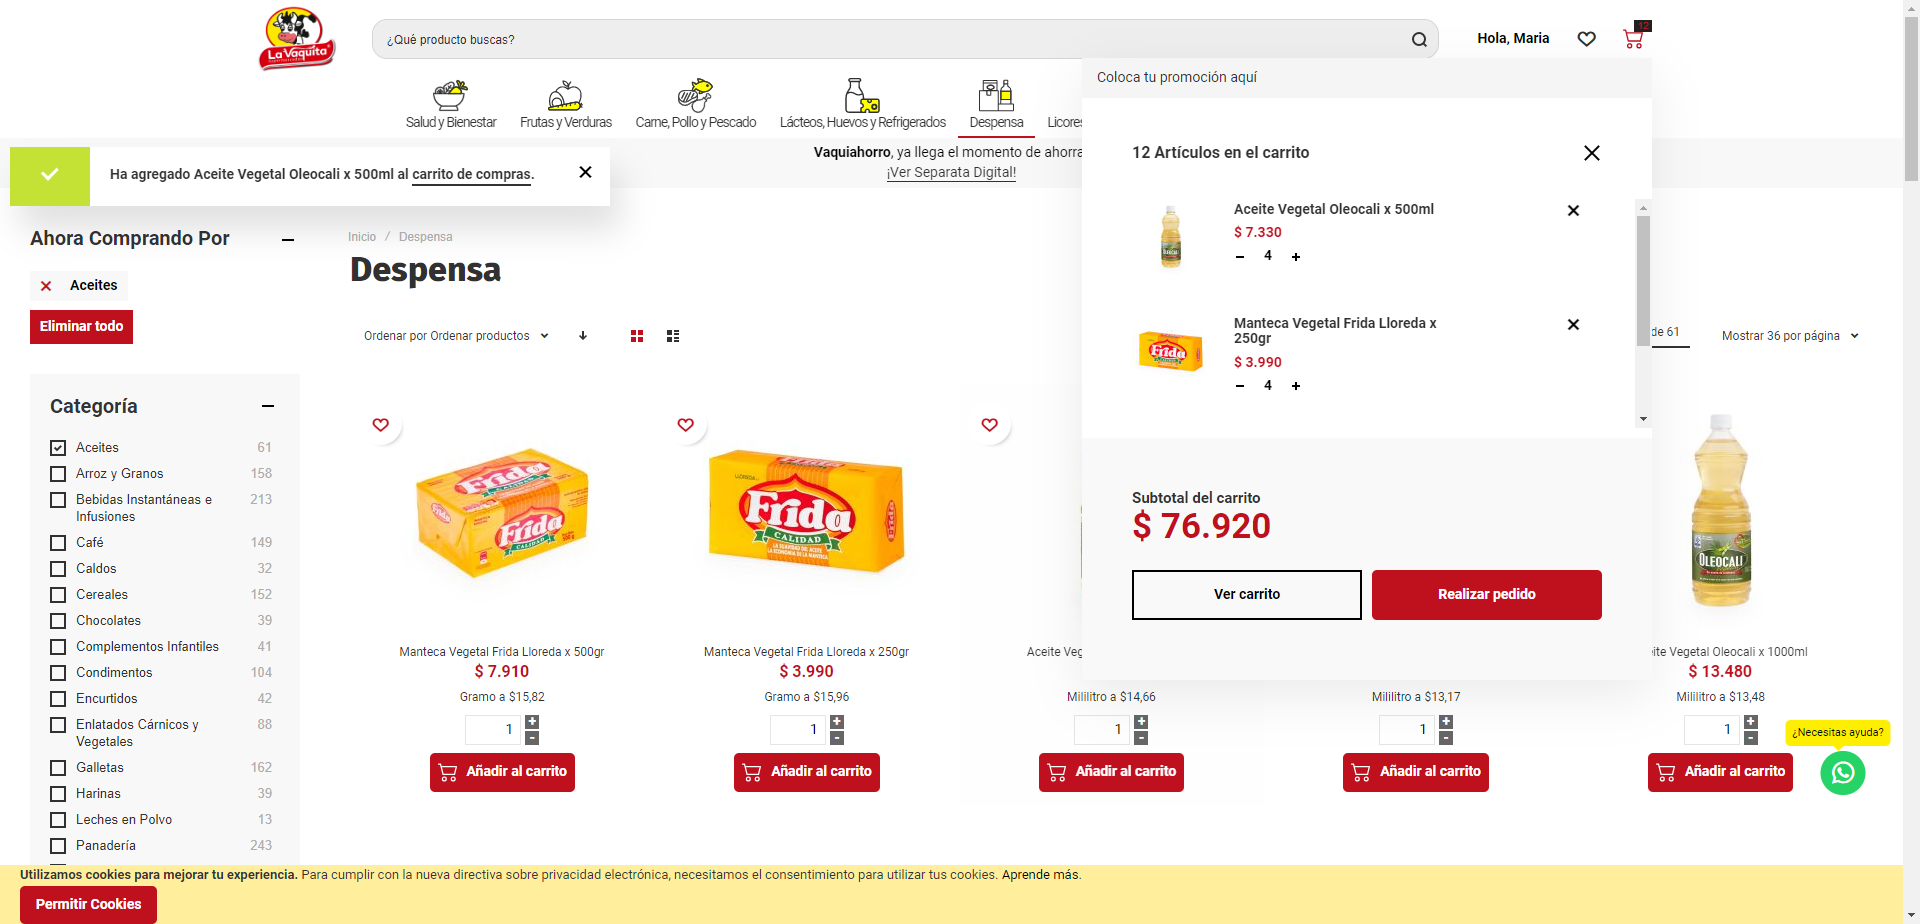 La Vaquita
¿Qué producto buscas?
Hola, Maria
12
Salud y Bienestar
Frutas y Verduras
Carne, Pollo y Pescado
Lácteos, Huevos y Refrigerados
Despensa
Licores
Coloca tu promoción aquí
Vaquiahorro, ya llega el momento de ahorra
¡Ver Separata Digital!
Ha agregado Aceite Vegetal Oleocali x 500ml al carrito de compras.
12 Artículos en el carrito
Aceite Vegetal Oleocali x 500ml
$ 7.330
4
Manteca Vegetal Frida Lloreda x
250gr
$ 3.990
4
Subtotal del carrito
$ 76.920
Ver carrito
Realizar pedido
Ahora Comprando Por
Aceites
Eliminar todo
Inicio / Despensa
Despensa
Ordenar por Ordenar productos
de 61
Mostrar 36 por página
Categoría
Aceites 61
Arroz y Granos 158
Bebidas Instantáneas e 213
Infusiones
Café 149
Caldos 32
Cereales 152
Chocolates 39
Complementos Infantiles 41
Condimentos 104
Encurtidos 42
Enlatados Cárnicos y 88
Vegetales
Galletas 162
Harinas 39
Leches en Polvo 13
Panadería 243
Frida
Frida
CALIDAD
Frida
CALIDAD
OLEOCALI
Manteca Vegetal Frida Lloreda x 500gr
$ 7.910
Gramo a $15,82
1
Añadir al carrito
Manteca Vegetal Frida Lloreda x 250gr
$ 3.990
Gramo a $15,96
1
Añadir al carrito
Aceite Veg
Mililitro a $14,66
1
Añadir al carrito
Mililitro a $13,17
1
Añadir al carrito
ite Vegetal Oleocali x 1000ml
$ 13.480
Mililitro a $13,48
1
Añadir al carrito
¿Necesitas ayuda?
Utilizamos cookies para mejorar tu experiencia. Para cumplir con la nueva directiva sobre privacidad electrónica, necesitamos el consentimiento para utilizar tus cookies. Aprende más.
Permitir Cookies